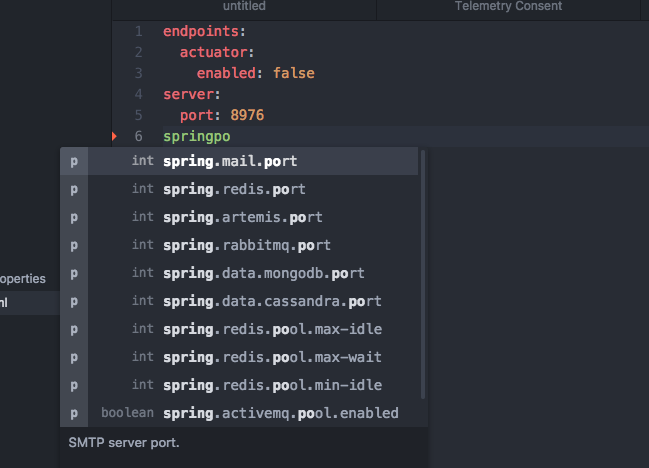 untitled Telemetry Consent
1 endpoints:
2 actuator:
3 enabled: false
4 server:
5 port: 8976
6 springpo
p int spring.mail.port
p int spring.redis.port
p int spring.artemis.port
p int spring.rabbitmq.port
p int spring.data.mongodb.port
operties
p int spring.data.cassandra.port
ml
p int spring.redis.pool.max-idle
p int spring.redis.pool.max-wait
p int spring.redis.pool.min-idle
p boolean spring.activemq.pool.enabled
SMTP server port.